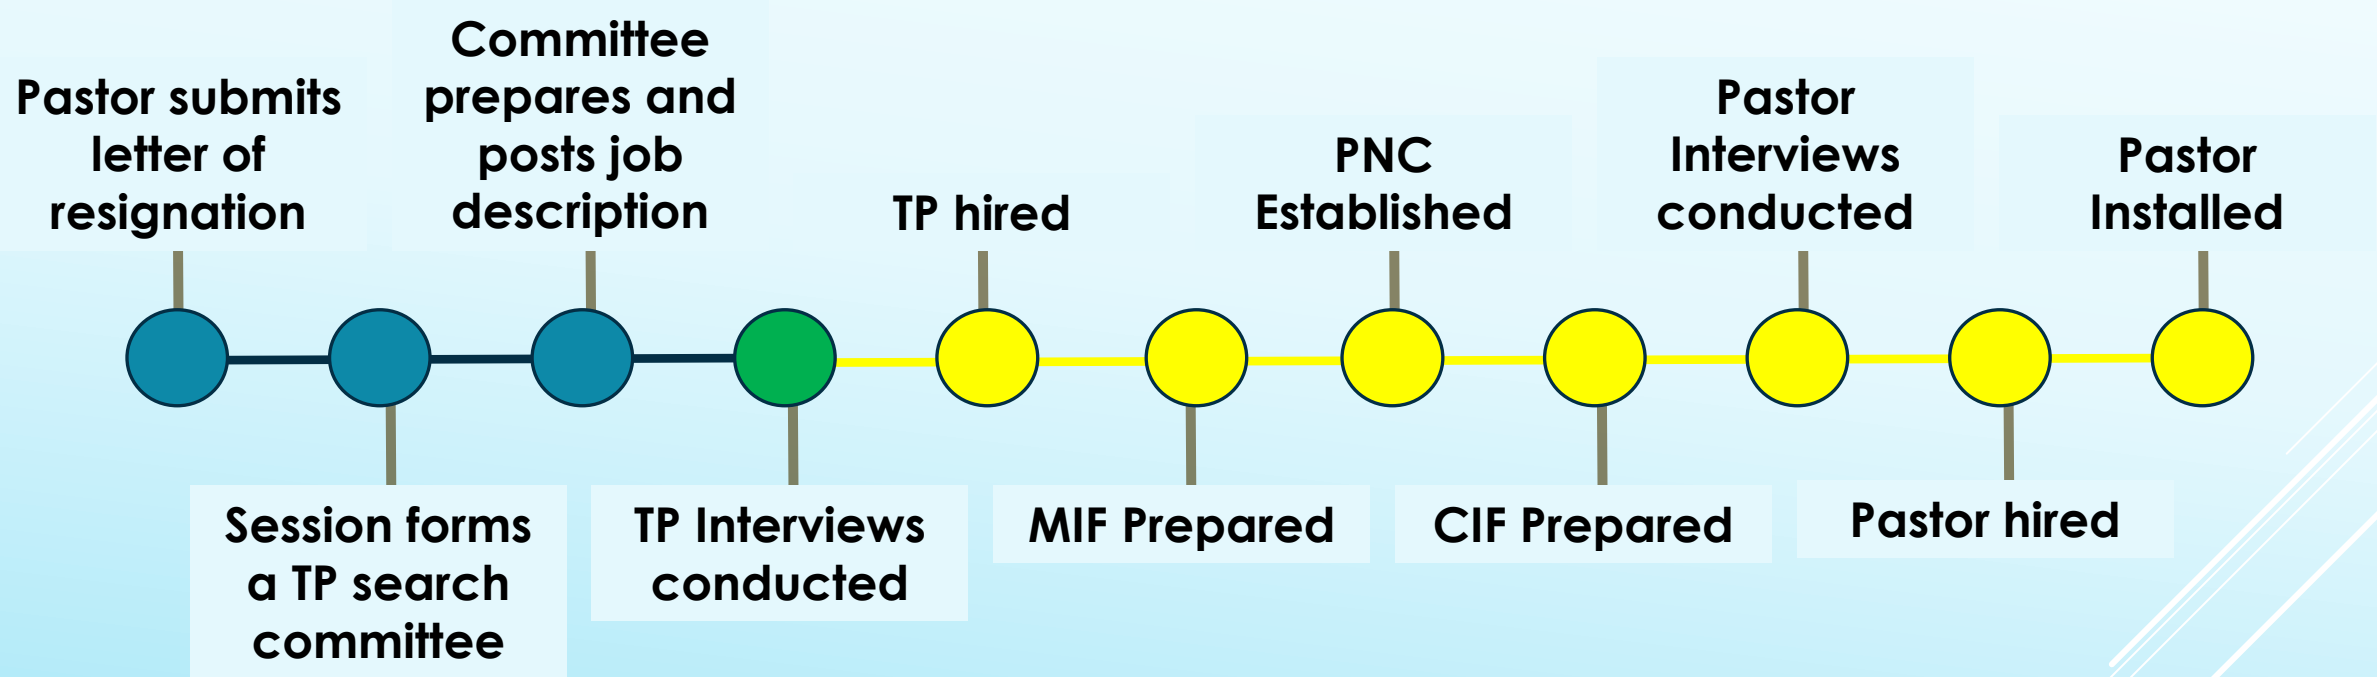 Pastor submits
letter of
resignation
Session forms
a TP search
committee
Committee
prepares and
posts job
description
TP Interviews
conducted
TP hired
MIF Prepared
PNC
Established
CIF Prepared
Pastor
Interviews
conducted
Pastor hired
Pastor
Installed